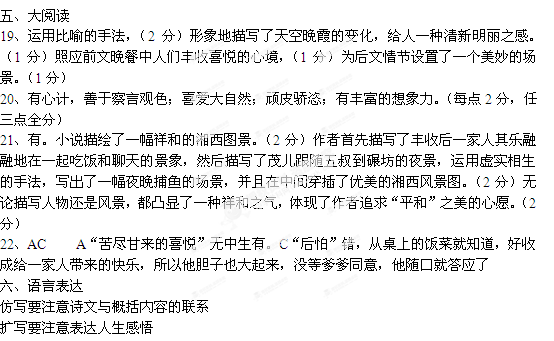 五、大阅读
19、运用比喻的手法，（2 分）形象地描写了天空晚霞的变化，给人一种清新明丽之感。
（1 分）照应前文晚餐中人们丰收喜悦的心境，（1 分）为后文情节设置了一个美妙的场
景。（1 分）
20、有心计，善于察言观色；喜爱大自然；顽皮骄恣；有丰富的想象力。（每点 2 分，任
三点全分）
21、有。小说描绘了一幅祥和的湘西图景。（2 分）作者首先描写了丰收后一家人其乐融
融地在一起吃饭和聊天的景象，然后描写了茂儿跟随五叔到碾坊的夜景，运用虚实相生
的手法，写出了一幅夜晚捕鱼的场景，并且在中间穿插了优美的湘西风景图。（2 分）无
论描写人物还是风景，都凸显了一种祥和之气，体现了作者追求“平和”之美的心愿。（2
分）
22、AC A“苦尽甘来的喜悦”无中生有。C“后怕”错，从桌上的饭菜就知道，好收
成给一家人带来的快乐，所以他胆子也大起来，没等爹爹同意，他随口就答应了
六、语言表达
仿写要注意诗文与概括内容的联系
扩写要注意表达人生感悟